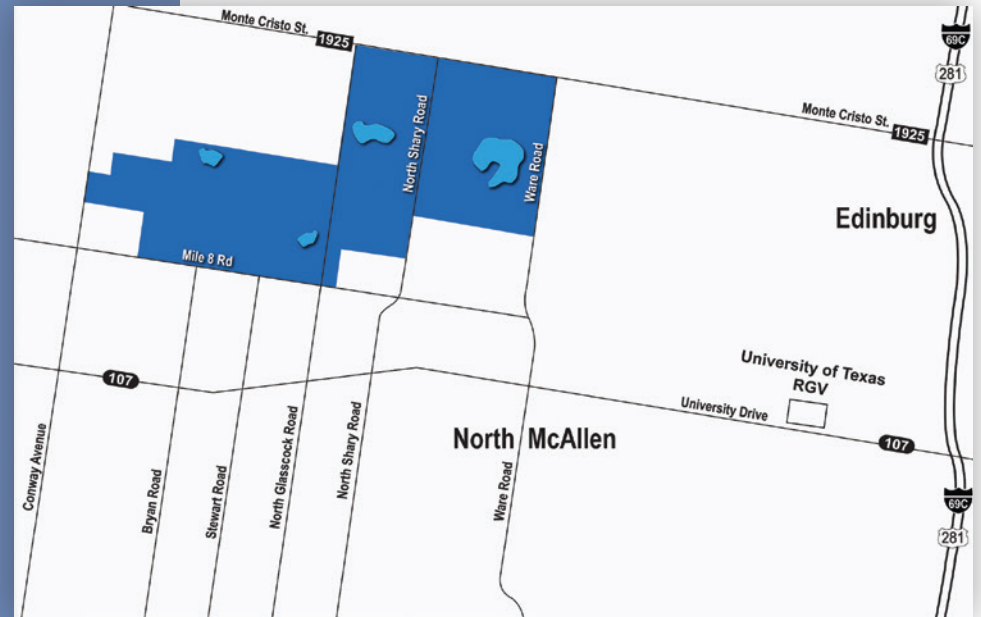 Monte Cristo St.
1925
69C
281
North Shary Road
Ware Road
Monte Cristo St.
1925
Edinburg
Mile 8 Rd
107
University of Texas
RGV
University Drive
107
North McAllen
Conway Avenue
Bryan Road
Stewart Road
North Glasscock Road
North Shary Road
Ware Road
69C
281